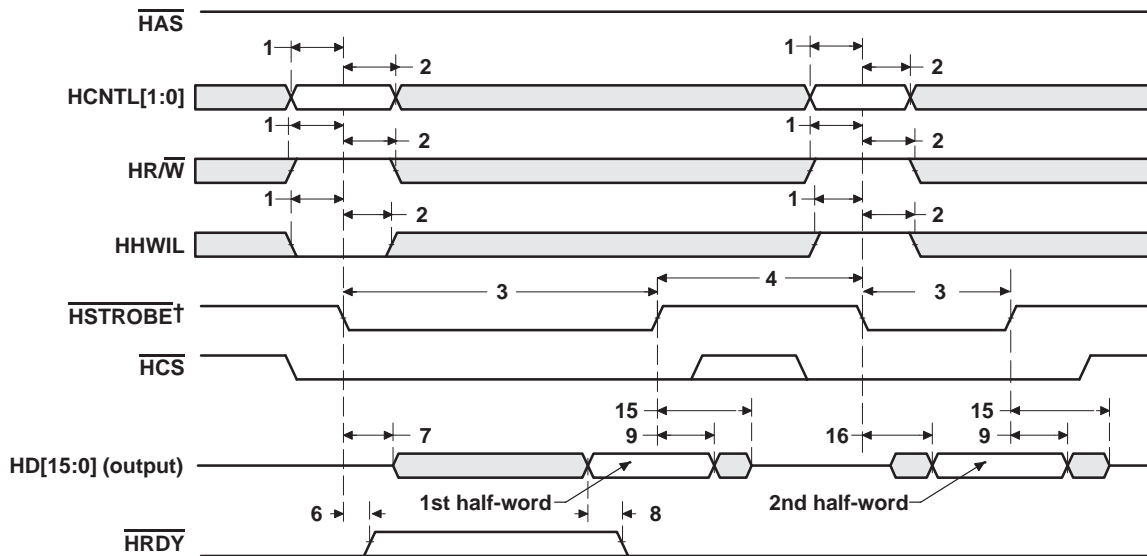 HAS
1 1
2 2
HCNTL[1:0]
1 1
2 2
HR/W
1 1
2 2
HHWIL
4
3 3
HSTROBE†
HCS
15 15
7 9 16 9
HD[15:0] (output)
1st half-word 2nd half-word
6 8
HRDY